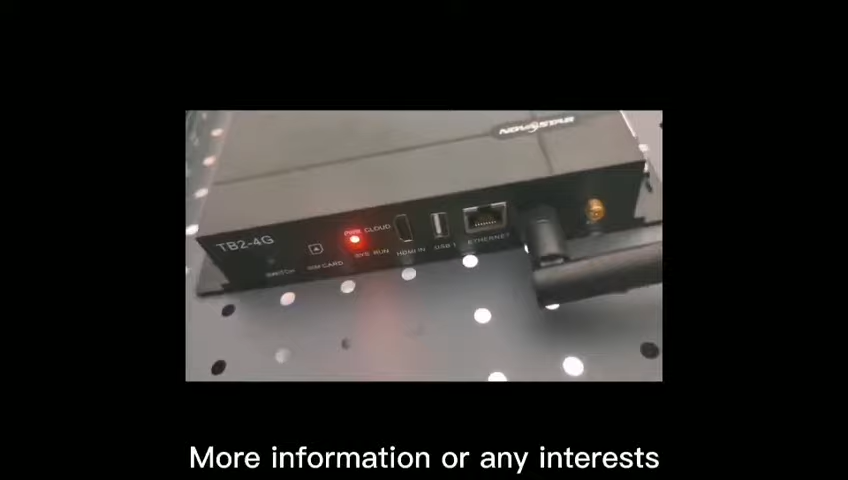 NOVASTAR
TB2-4G
SWITCH
SIM CARD
PWR CLOUD
SYS RUN
HDMI IN
USB 1
ETHERNET
More information or any interests